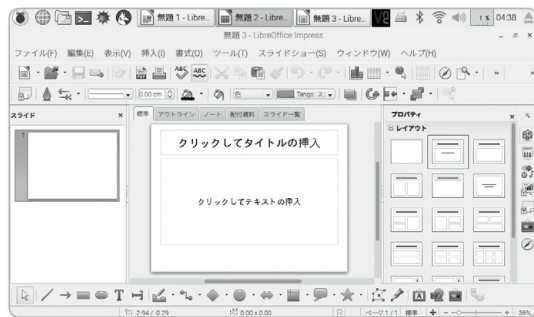 無題 1 - Libre..
無題 2 - Libre..
無題 3 - Libre..
V2
1 %
04:38
無題 3 - LibreOffice Impress
ファイル(F) 編集(E) 表示(V) 挿入(I) 書式(O) ツール(T) スライドショー(S) ウィンドウ(W) ヘルプ(H)
0.00 cm
色
Tango: ス:
スライド
標準 アウトライン ノート 配付資料 スライド一覧
プロパティ
レイアウト
1
クリックしてタイトルの挿入
クリックしてテキストの挿入
2.94 / 0.29
0.00 x 0.00
ページ 1 / 1
標準
36%